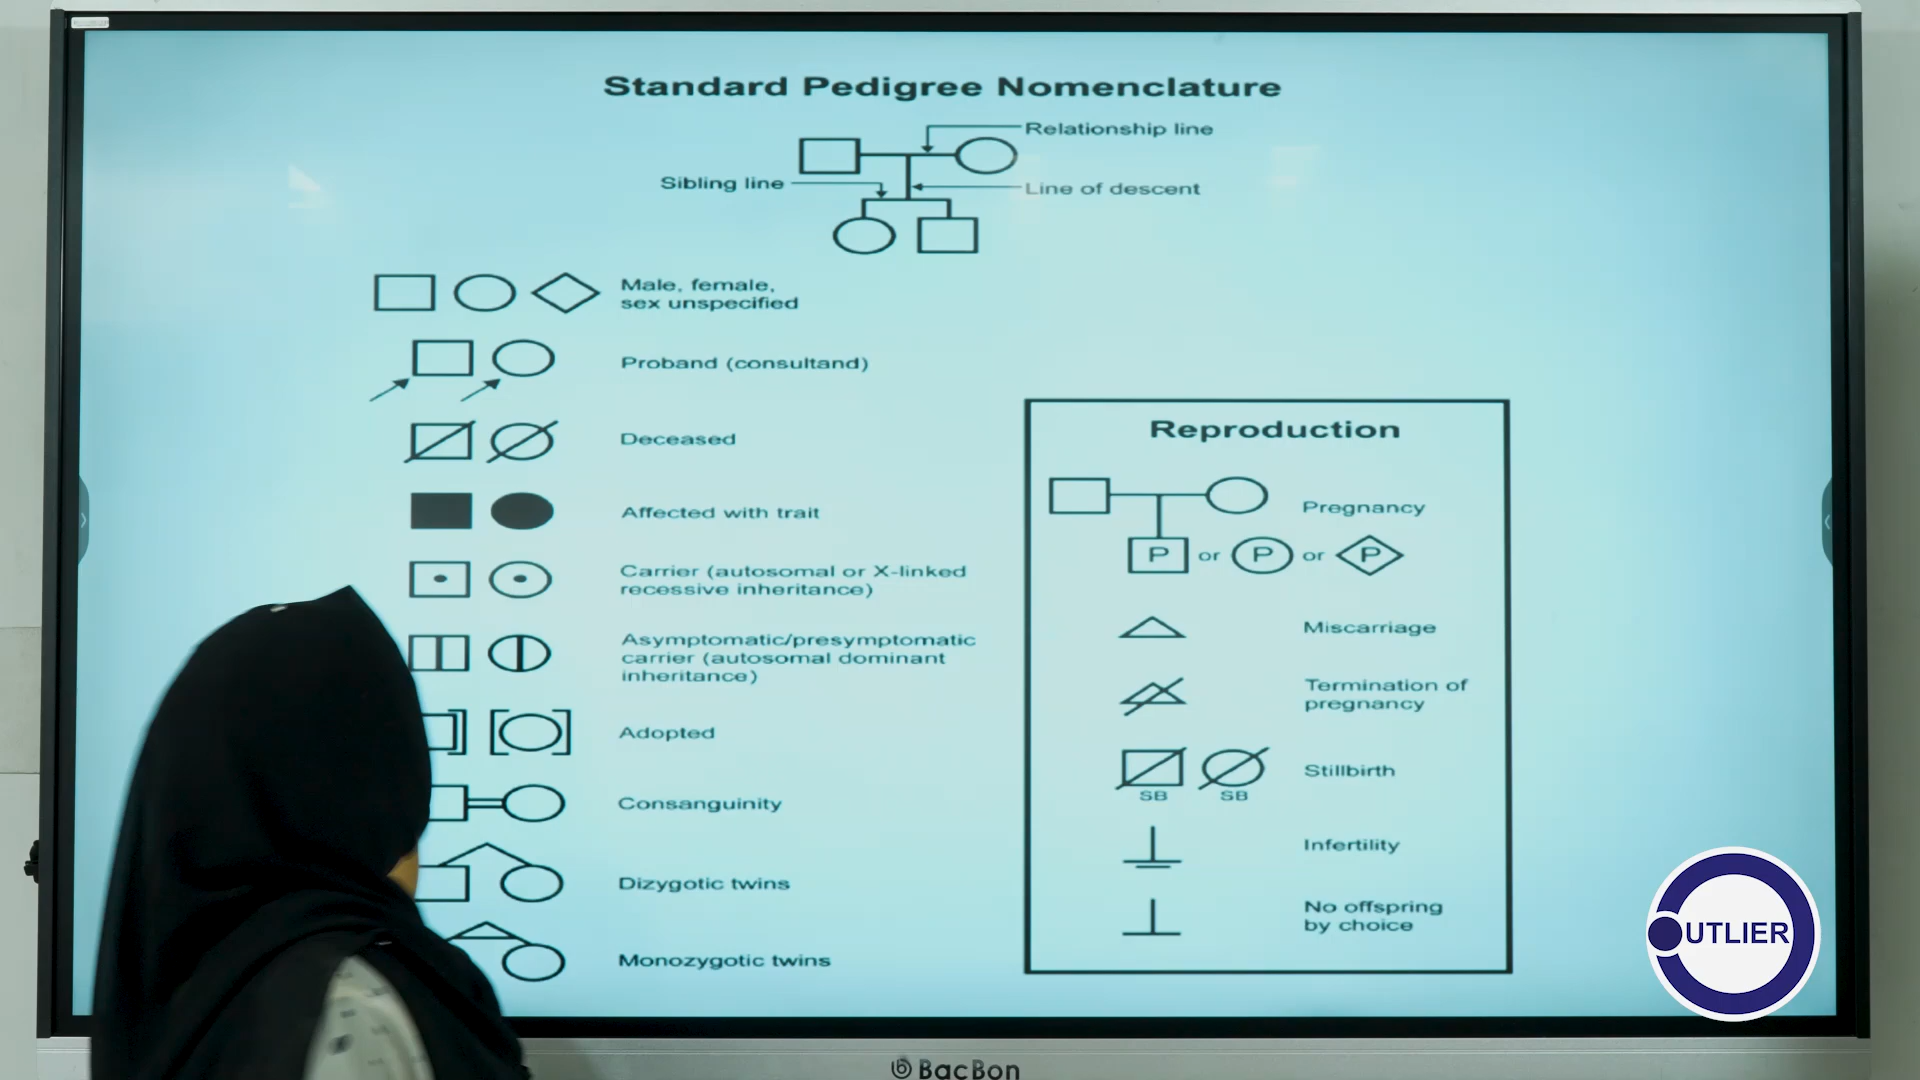 Standard Pedigree Nomenclature
Relationship line
Sibling line
Line of descent
Male, female,
sex unspecified
Proband (consultand)
Deceased
Affected with trait
Carrier (autosomal or X-linked
recessive inheritance)
Asymptomatic/presymptomatic
carrier (autosomal dominant
inheritance)
Adopted
Consanguinity
Dizygotic twins
Monozygotic twins
Reproduction
Pregnancy
P or P or P
Miscarriage
Termination of
pregnancy
Stillbirth
SB SB
Infertility
No offspring
by choice
OUTLIER
BacBon